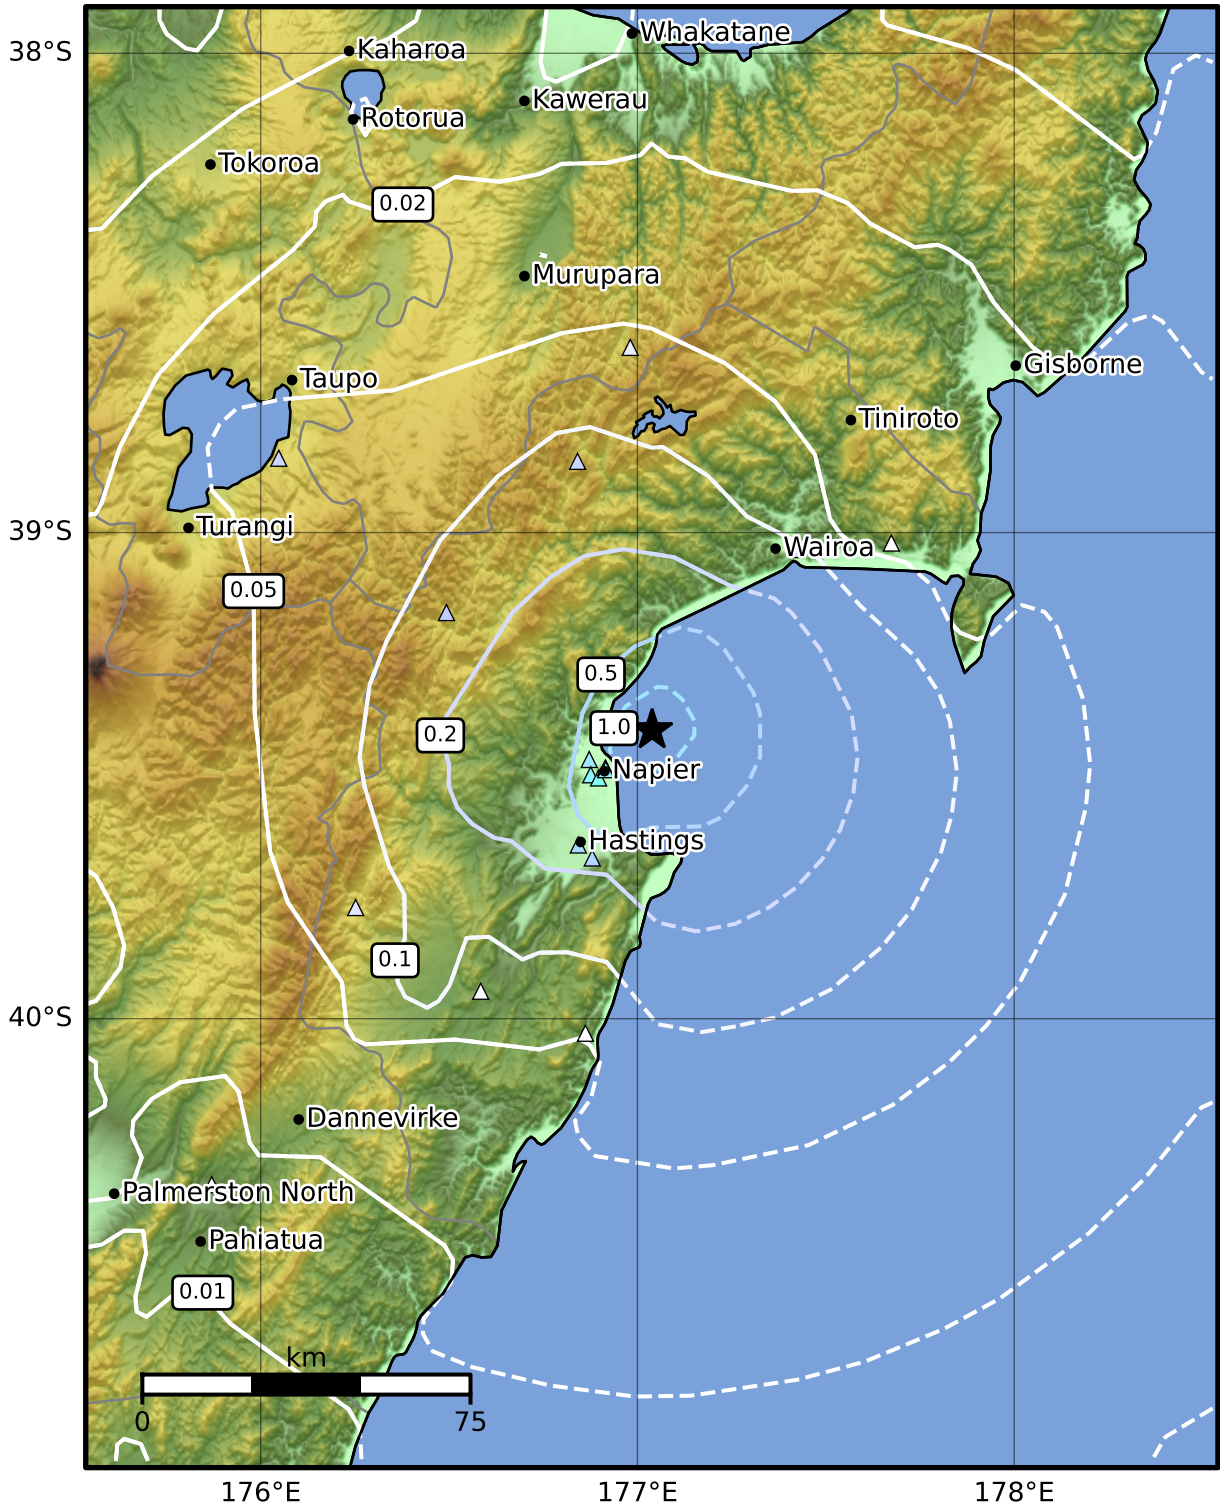 Whakatane
38°S
Kaharoa
Kawerau
Rotorua
Tokoroa
0.02
Murupara
Gisborne
Taupo
Tiniroto
Turangi
39°S
Wairoa
0.05
0.5
1.0
0.2
Napier
Hastings
0.1
40°S
Dannevirke
Palmerston North
Pahiatua
0.01
km
0 75
176°E 177°E 178°E